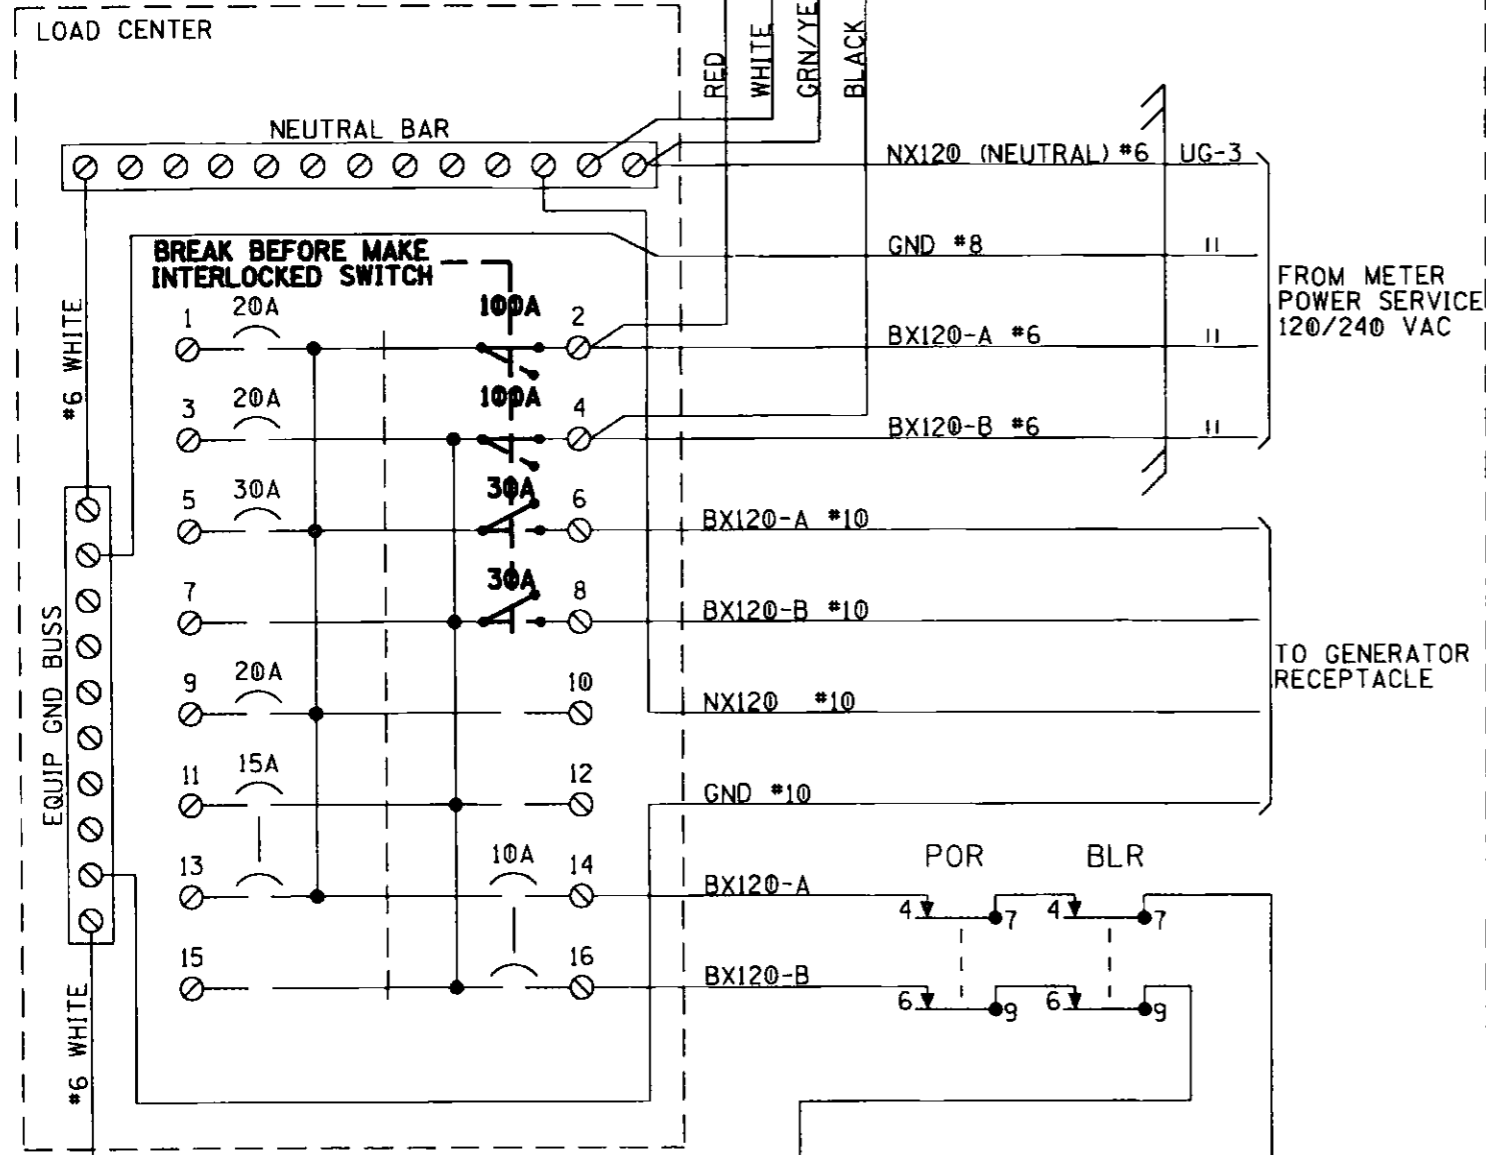 LOAD CENTER
RED
WHITE
GRN/YE
BLACK
NEUTRAL BAR
NX120 (NEUTRAL) #6 UG-3
BREAK BEFORE MAKE
INTERLOCKED SWITCH
GND #8 "
FROM METER
POWER SERVICE
120/240 VAC
#6 WHITE
1 20A 100A 2
BX120-A #6 "
3 20A 100A 4
BX120-B #6 "
5 30A 30A 6
BX120-A #10
7 30A 8
BX120-B #10
EQUIP GND BUSS
TO GENERATOR
RECEPTACLE
9 20A 10
NX120 #10
11 15A 12
GND #10
POR BLR
13 10A 14
BX120-A
4 7 4 7
15 16
BX120-B
6 9 6 9
#6 WHITE